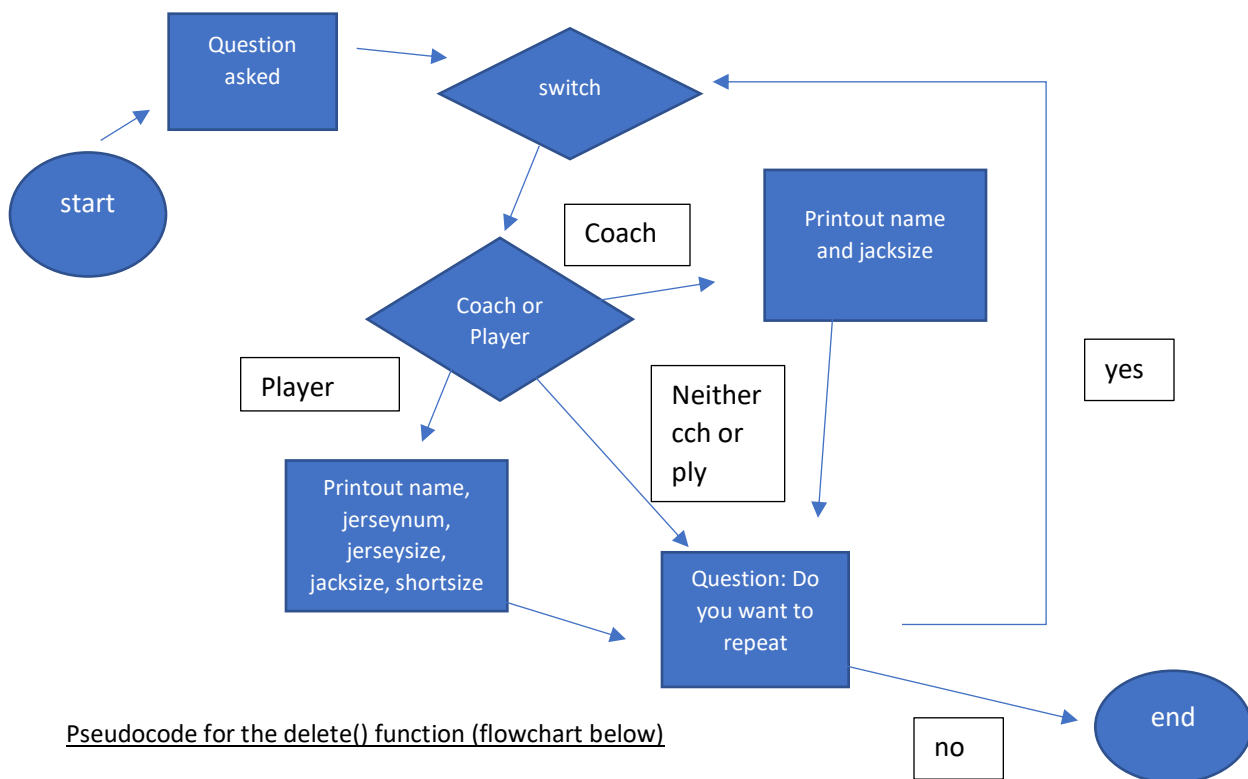 Question
asked
switch
start
Coach
Printout name
and jacksize
Coach or
Player
Player
Neither
cch or
ply
yes
Printout name,
jerseynum,
jerseysize,
jacksize, shortsize
Question: Do
you want to
repeat
end
no
Pseudocode for the delete() function (flowchart below)